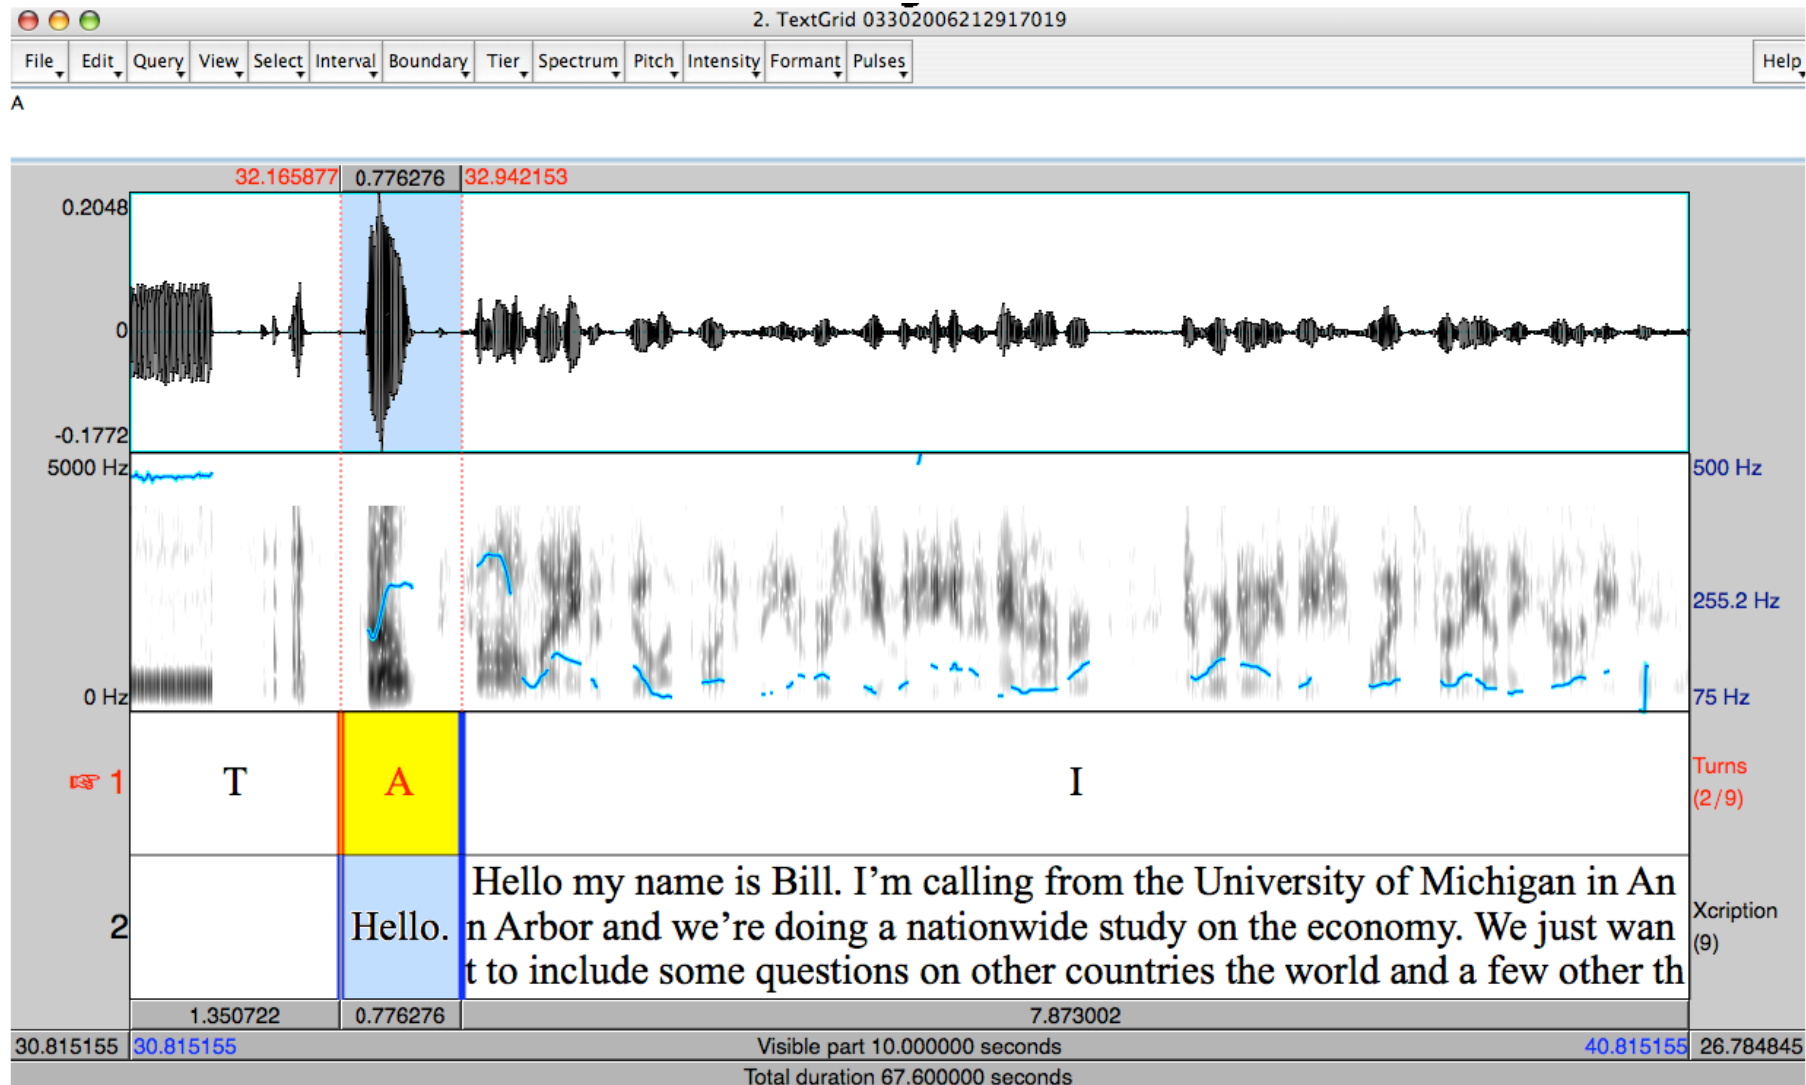 2. TextGrid 03302006212917019
File Edit Query View Select Interval Boundary Tier Spectrum Pitch Intensity Formant Pulses Help
A
32.165877 0.776276 32.942153
0.2048
0
-0.1772
5000 Hz 500 Hz
255.2 Hz
0 Hz 75 Hz
1 T A I Turns
(2/9)
Hello my name is Bill. I’m calling from the University of Michigan in An
2 Hello. n Arbor and we’re doing a nationwide study on the economy. We just wan Xcription
(9)
t to include some questions on other countries the world and a few other th
1.350722 0.776276 7.873002
30.815155 30.815155 Visible part 10.000000 seconds 40.815155 26.784845
Total duration 67.600000 seconds